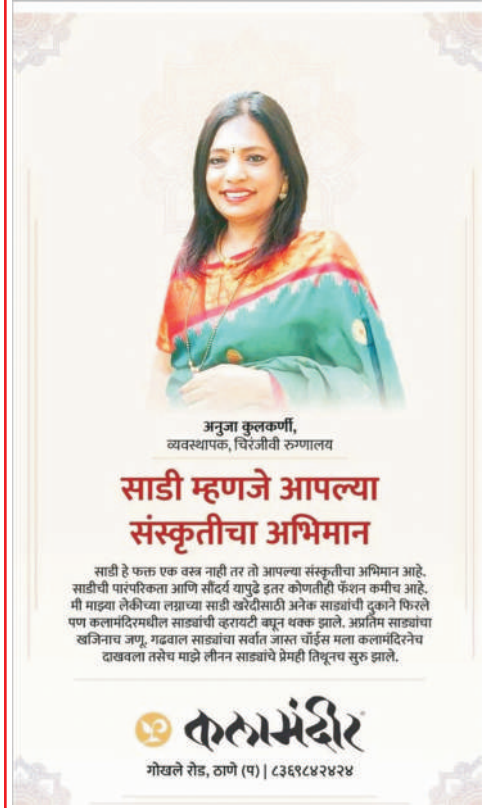 अनुजा कुलकर्णी,
व्यवस्थापक, चिरंजीवी रुग्णालय
साडी म्हणजे आपल्या
संस्कृतीचा अभिमान
साडी हे फक्त एक वस्त्र नाही तर तो आपल्या संस्कृतीचा अभिमान आहे.
साडीची पारंपरिकता आणि सौंदर्य यापुढे इतर कोणतीही फॅशन कमीच आहे.
मी माझ्या लेकीच्या लग्नाच्या साडी खरेदीसाठी अनेक साड्यांची दुकाने फिरले
पण कलामंदिरमधील साड्यांची व्हरायटी बघून थक्क झाले. अप्रतिम साड्यांचा
खजिनाच जणू. गढवाल साड्यांचा सर्वात जास्त चॉईस मला कलामंदिरनेच
दाखवला तसेच माझे लीनन साड्यांचे प्रेमही तिथूनच सुरु झाले.
कलामंदीर
गोखले रोड, ठाणे (प) | ८३६९८४२४२४